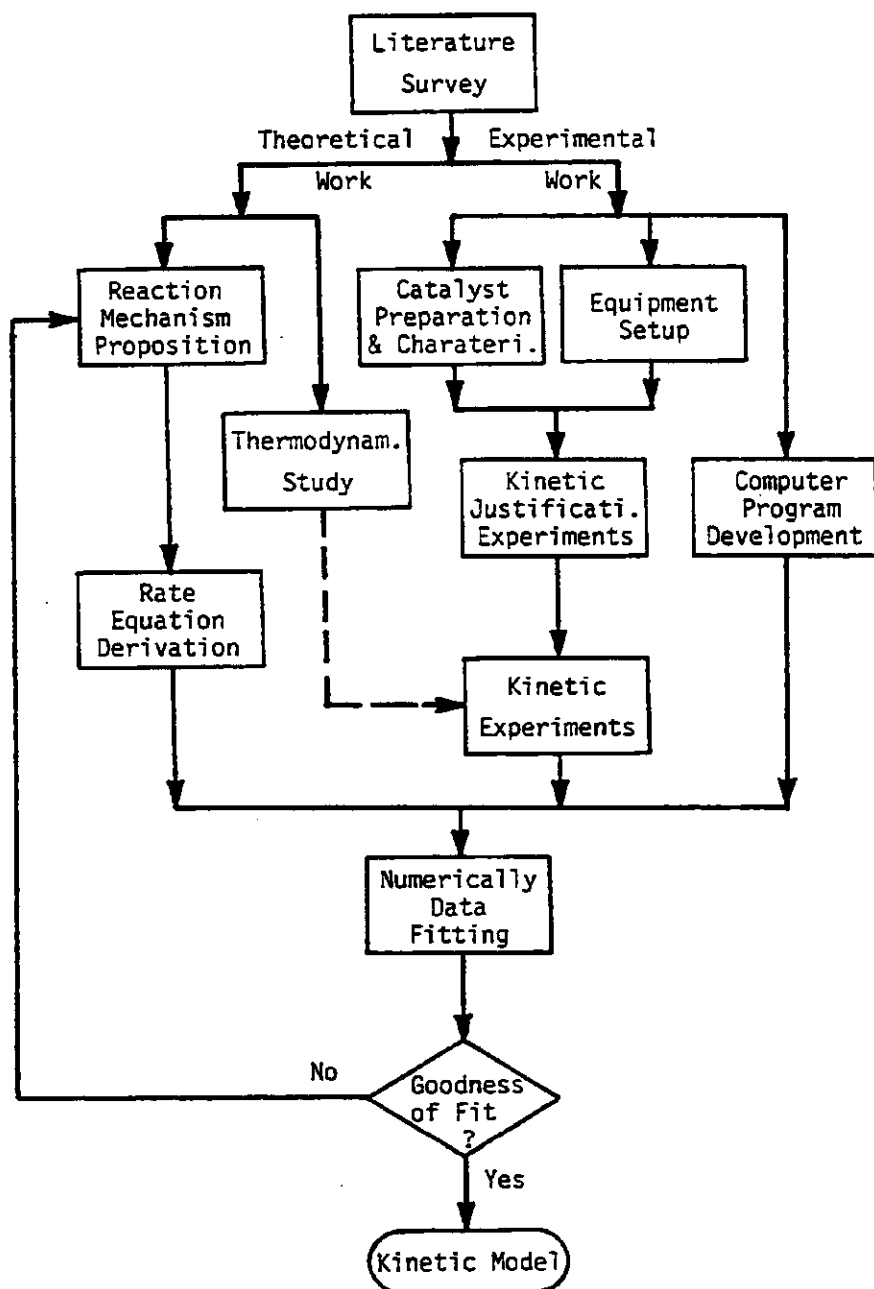 Literature
Survey
Theoretical
Work
Experimental
Work
Reaction
Mechanism
Proposition
Catalyst
Preparation
& Charateri.
Equipment
Setup
Thermodynam.
Study
Kinetic
Justificati.
Experiments
Computer
Program
Development
Rate
Equation
Derivation
Kinetic
Experiments
Numerically
Data
Fitting
No
Goodness
of Fit
?
Yes
Kinetic Model